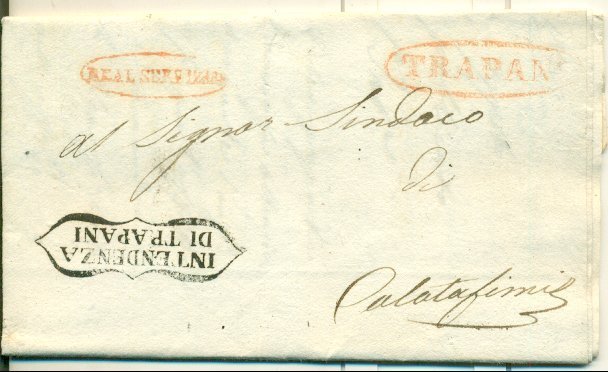 REAL SERVIZIO
TRAPANI
al Signor Sindaco
di
INTENDENZA
DI TRAPANI
Calatafimi